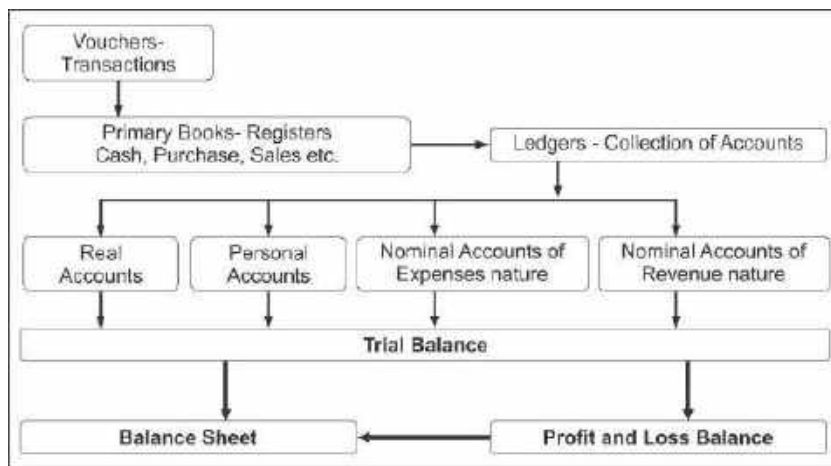 Vouchers-
Transactions
Primary Books- Registers
Cash, Purchase, Sales etc.
Ledgers - Collection of Accounts
Real
Accounts
Personal
Accounts
Nominal Accounts of
Expenses nature
Nominal Accounts of
Revenue nature
Trial Balance
Balance Sheet
Profit and Loss Balance